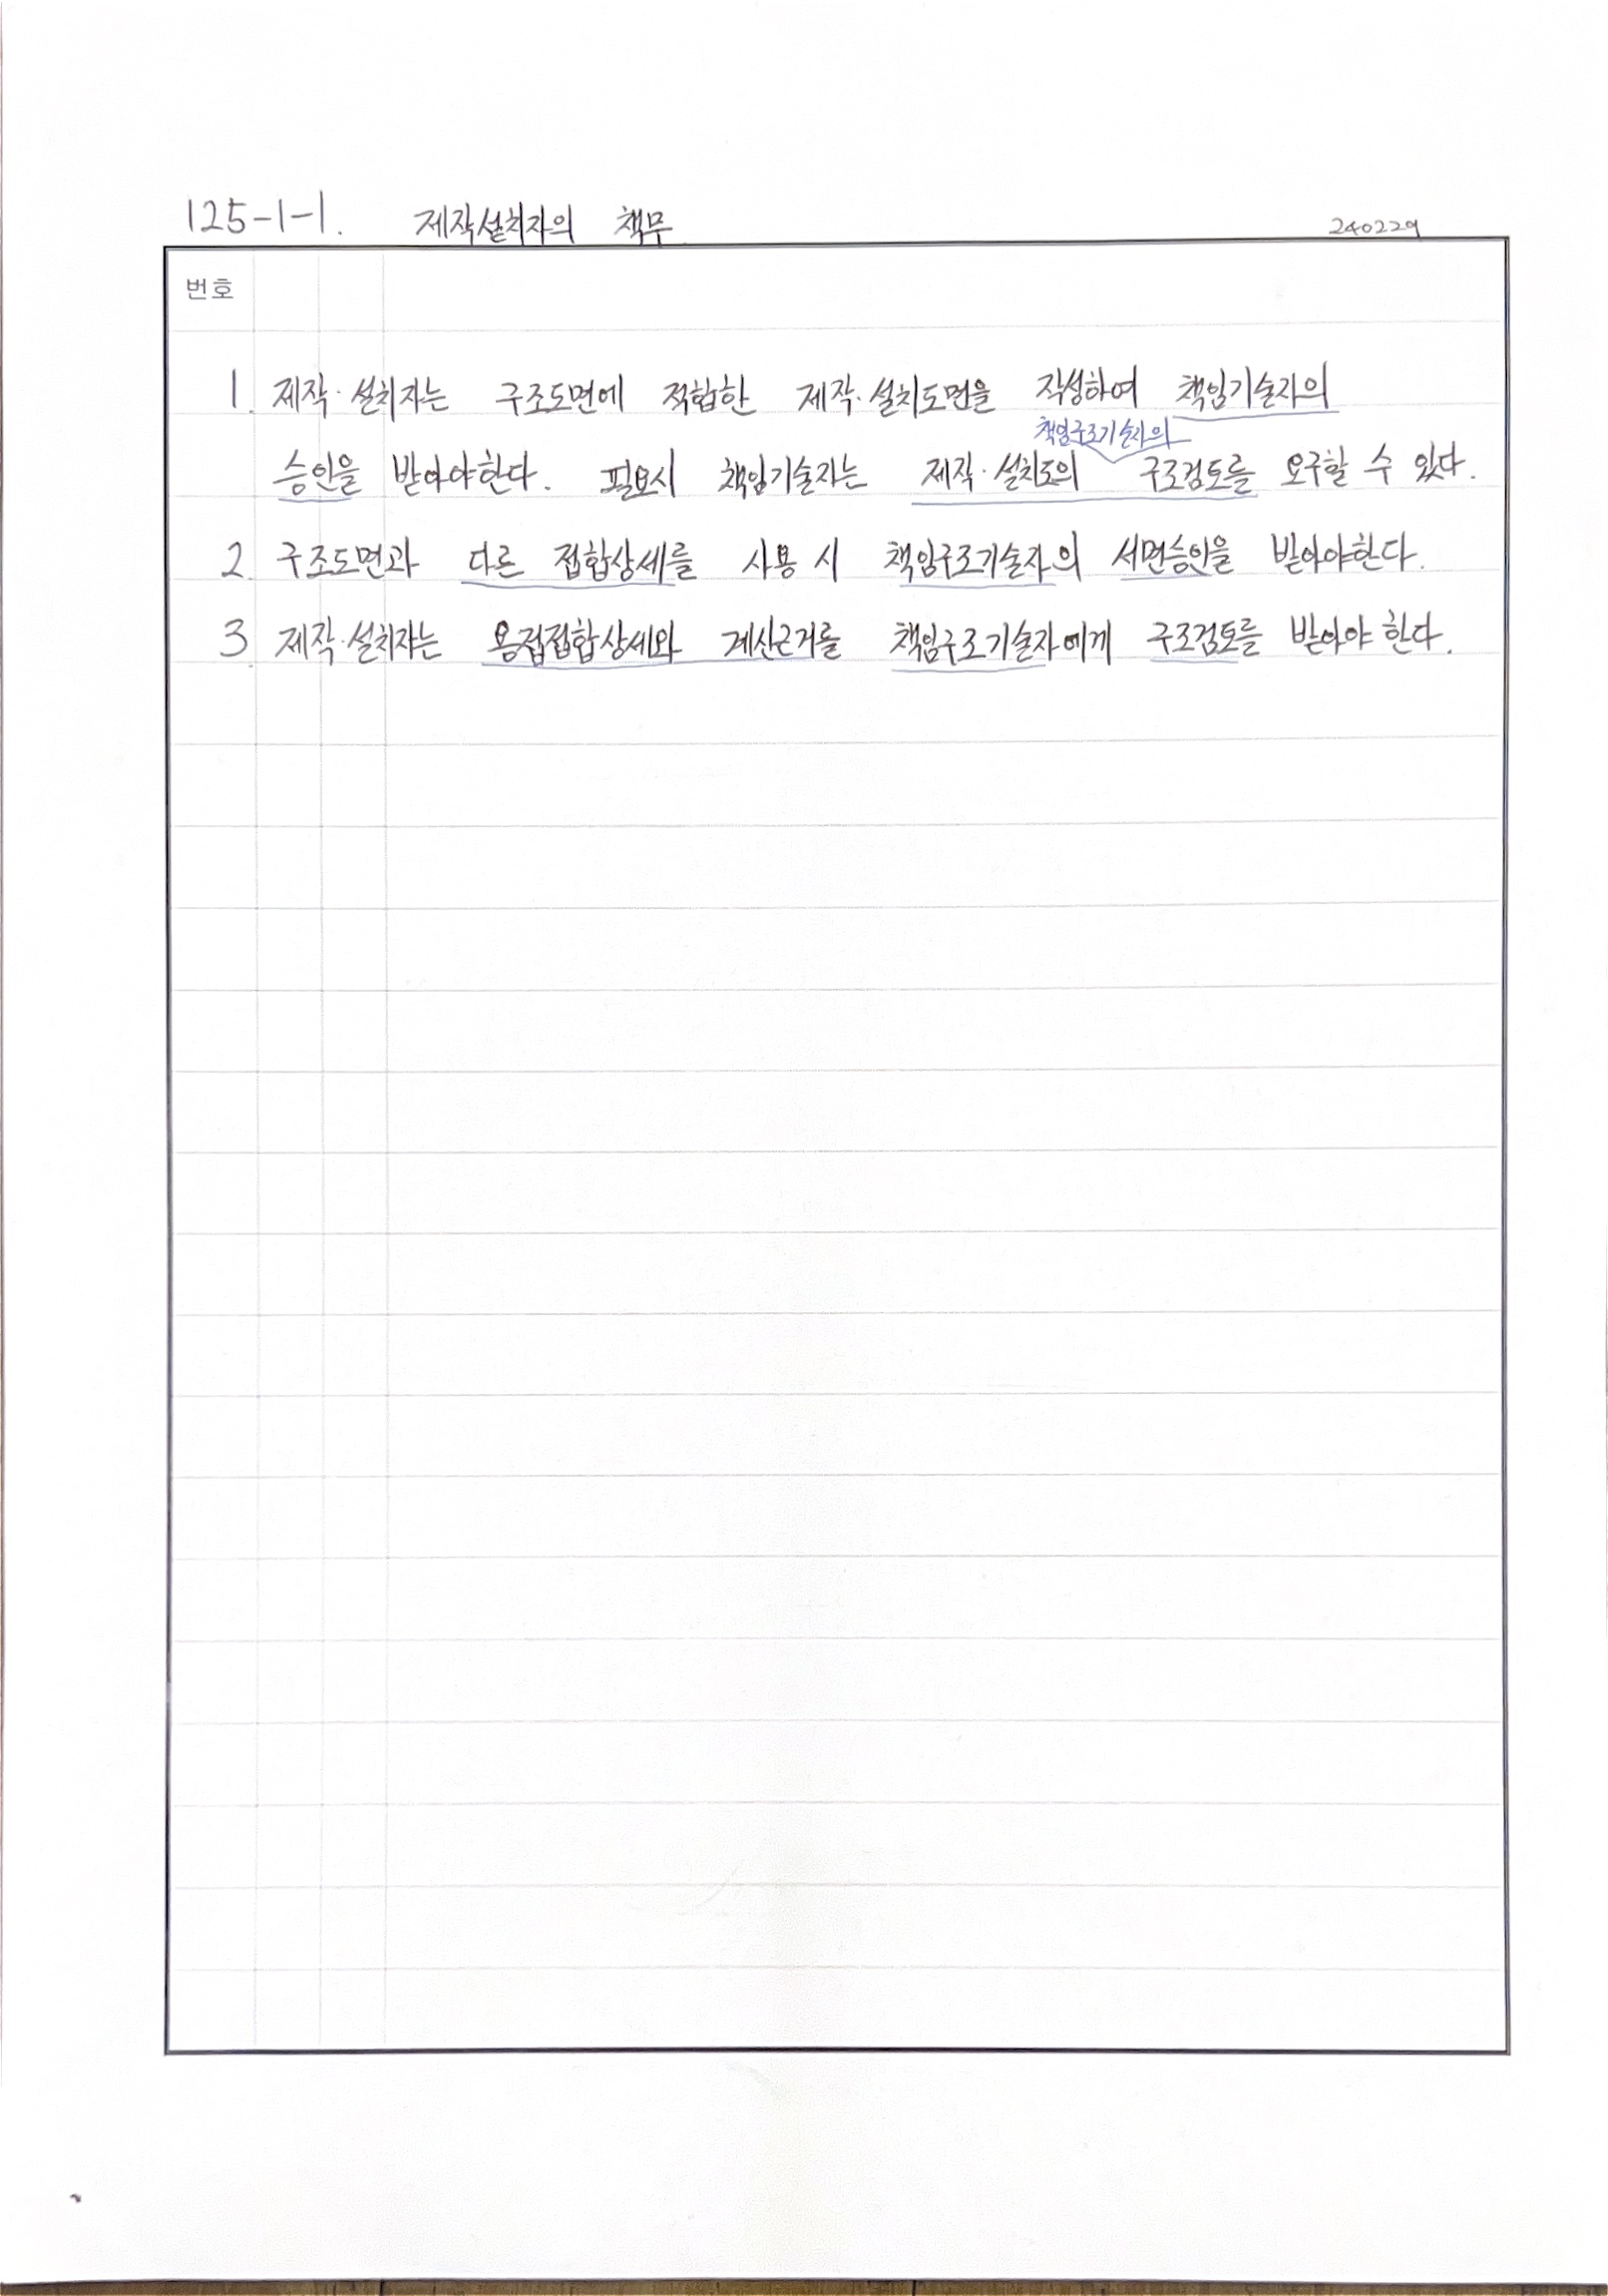 125-1-1. 제작설치자의 책무
240229
번호
1. 제작·설치자는 구조도면에 적합한 제작·설치도면을 작성하여 책임기술자의
책임구조기술자의
승인을 받아야한다. 필요시 책임기술자는 제작·설치도의 구조검토를 요구할 수 있다.
2. 구조도면과 다른 접합상세를 사용 시 책임구조기술자의 서면승인을 받아야한다.
3. 제작·설치자는 용접접합상세와 계산근거를 책임구조기술자에게 구조검토를 받아야 한다.